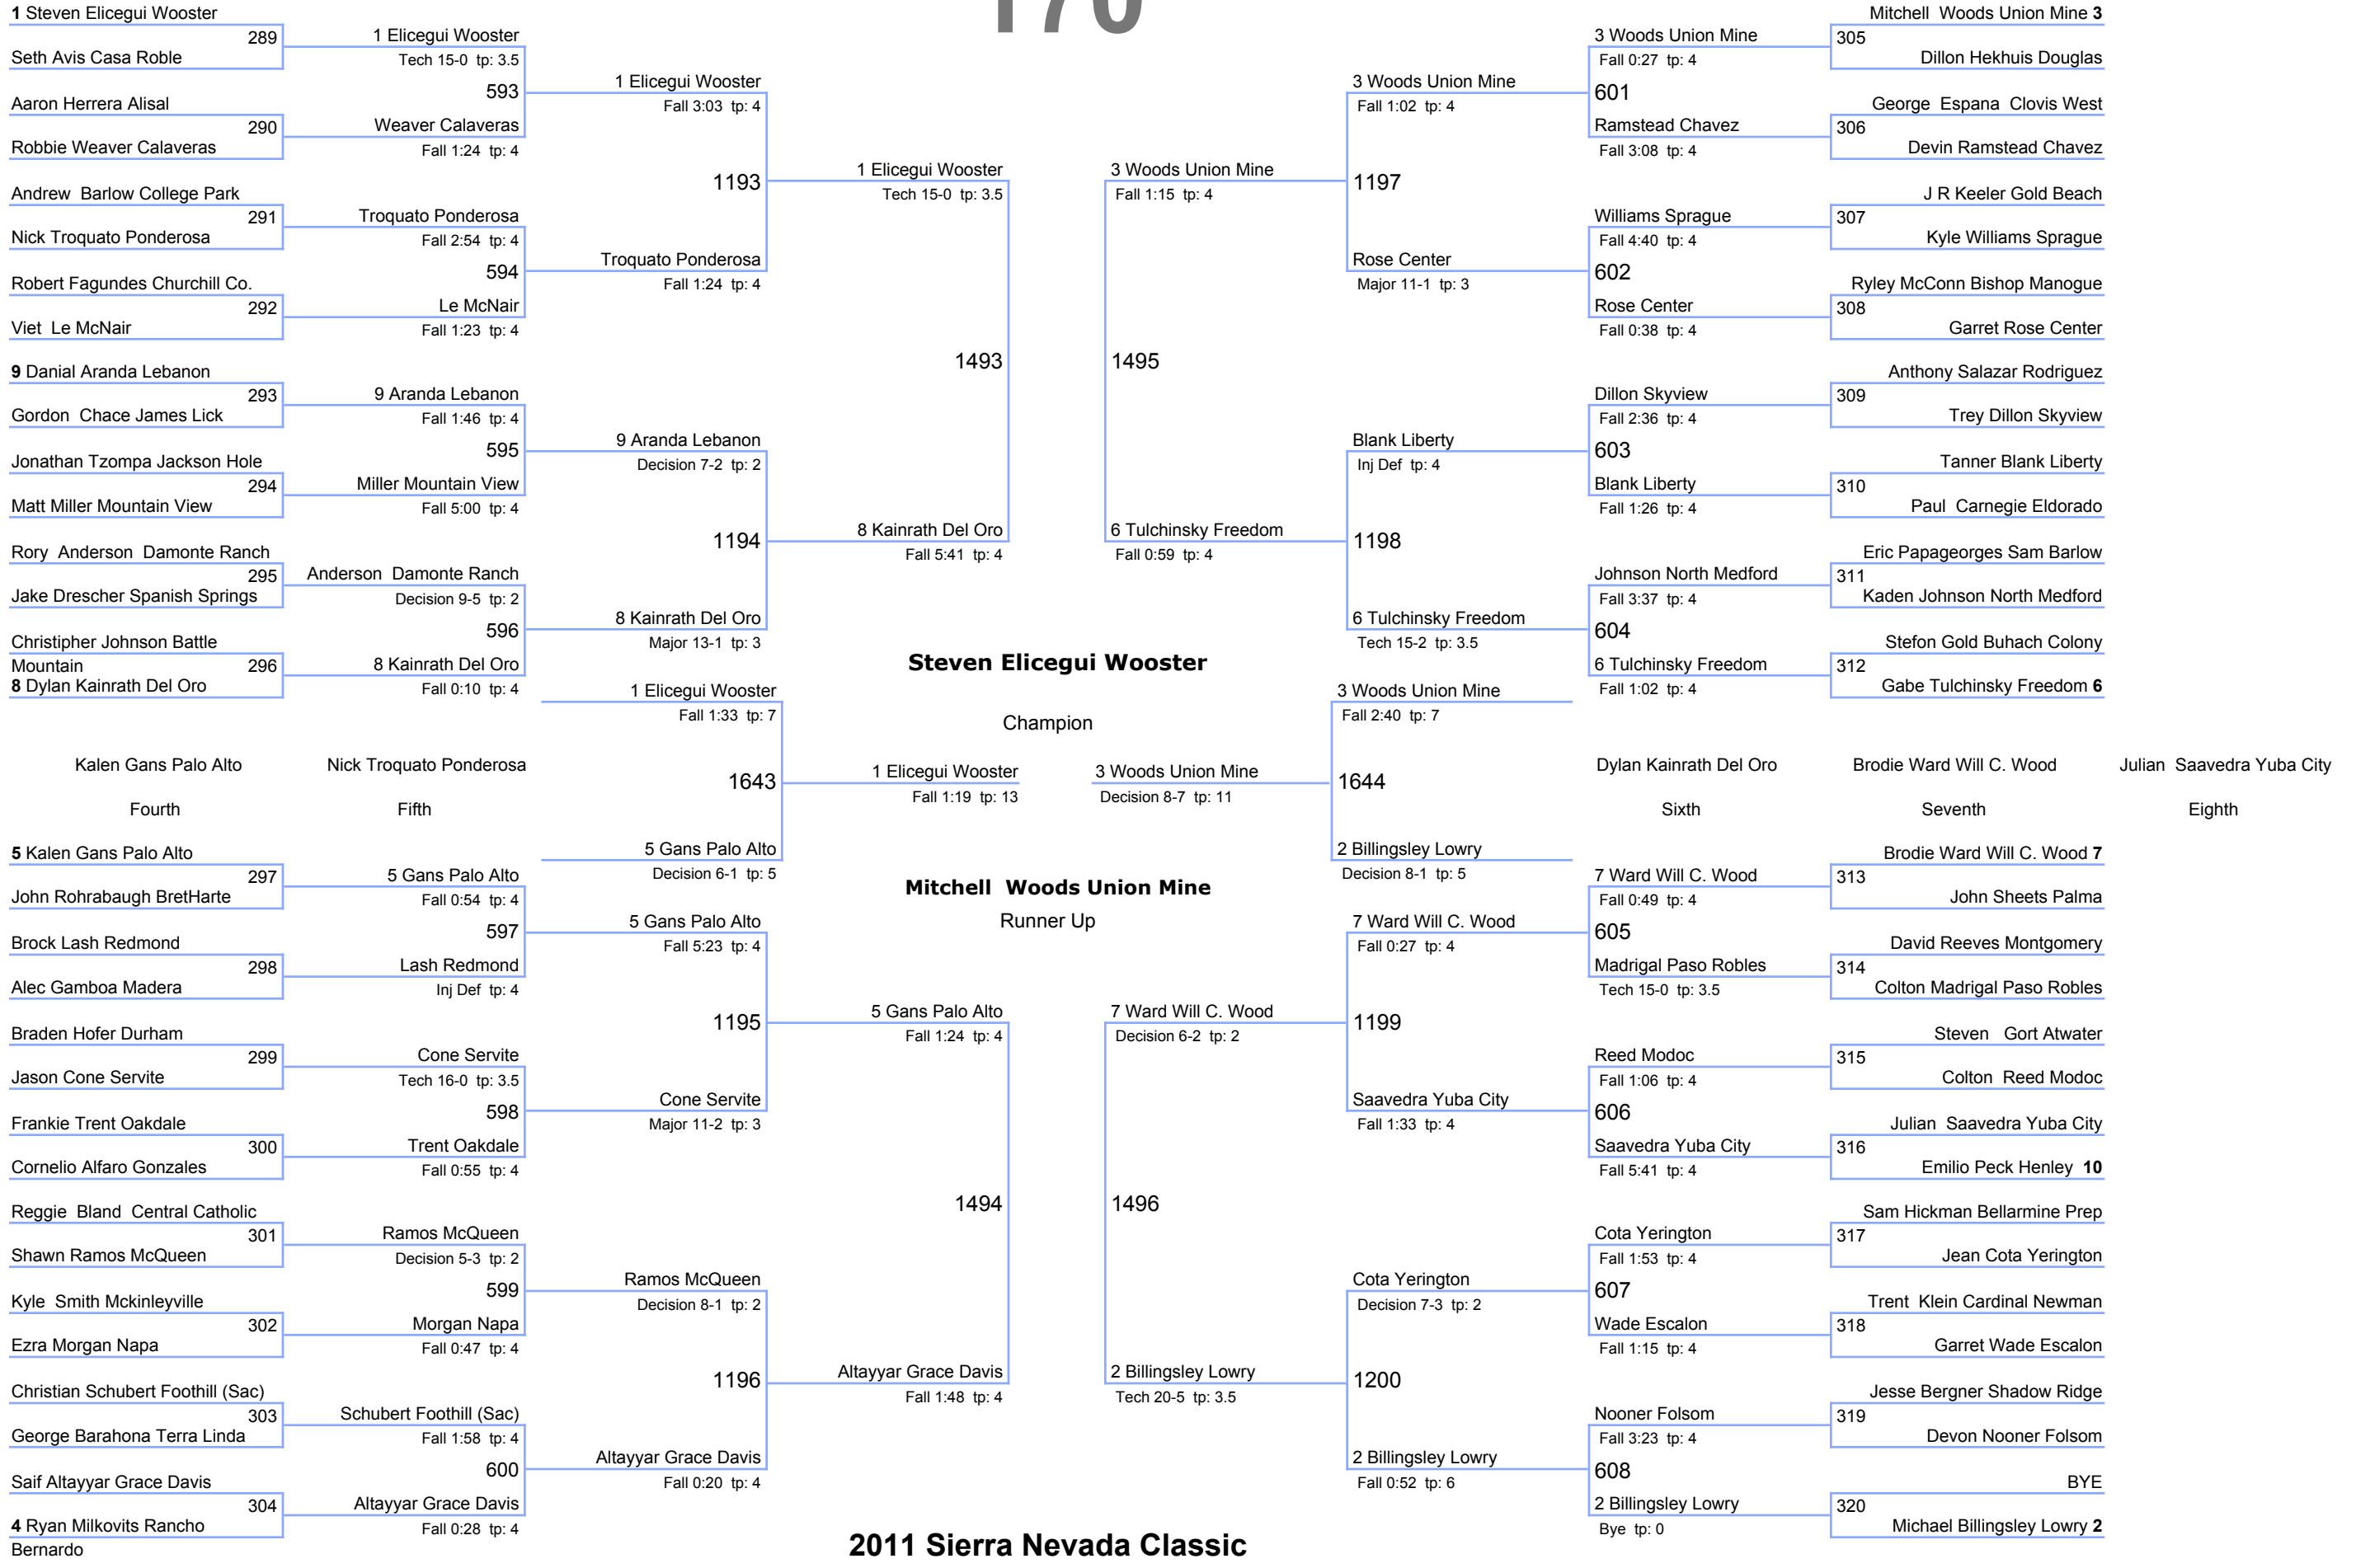 170
1 Steven Elicegui Wooster
289
Seth Avis Casa Roble
Aaron Herrera Alisal
290
Robbie Weaver Calaveras
Andrew Barlow College Park
291
Nick Troquato Ponderosa
Robert Fagundes Churchill Co.
292
Viet Le McNair
9 Danial Aranda Lebanon
293
Gordon Chace James Lick
Jonathan Tzompa Jackson Hole
294
Matt Miller Mountain View
Rory Anderson Damonte Ranch
295
Jake Drescher Spanish Springs
Christipher Johnson Battle
Mountain
296
8 Dylan Kainrath Del Oro
1 Elicegui Wooster
Tech 15-0 tp: 3.5
593
Weaver Calaveras
Fall 1:24 tp: 4
Troquato Ponderosa
Fall 2:54 tp: 4
594
Le McNair
Fall 1:23 tp: 4
9 Aranda Lebanon
Fall 1:46 tp: 4
595
Miller Mountain View
Fall 5:00 tp: 4
Anderson Damonte Ranch
Decision 9-5 tp: 2
596
8 Kainrath Del Oro
Fall 0:10 tp: 4
1 Elicegui Wooster
Fall 3:03 tp: 4
1193
Troquato Ponderosa
Fall 1:24 tp: 4
9 Aranda Lebanon
Decision 7-2 tp: 2
1194
8 Kainrath Del Oro
Major 13-1 tp: 3
1 Elicegui Wooster
Tech 15-0 tp: 3.5
1493
8 Kainrath Del Oro
Fall 5:41 tp: 4
3 Woods Union Mine
Fall 1:15 tp: 4
1495
6 Tulchinsky Freedom
Fall 0:59 tp: 4
3 Woods Union Mine
Fall 1:02 tp: 4
1197
Rose Center
Major 11-1 tp: 3
Blank Liberty
Inj Def tp: 4
1198
6 Tulchinsky Freedom
Tech 15-2 tp: 3.5
3 Woods Union Mine
Fall 0:27 tp: 4
601
Ramstead Chavez
Fall 3:08 tp: 4
Williams Sprague
Fall 4:40 tp: 4
602
Rose Center
Fall 0:38 tp: 4
Dillon Skyview
Fall 2:36 tp: 4
603
Blank Liberty
Fall 1:26 tp: 4
Johnson North Medford
Fall 3:37 tp: 4
604
6 Tulchinsky Freedom
Fall 1:02 tp: 4
Mitchell Woods Union Mine 3
305
Dillon Hekhuis Douglas
George Espana Clovis West
306
Devin Ramstead Chavez
J R Keeler Gold Beach
307
Kyle Williams Sprague
Ryley McConn Bishop Manogue
308
Garret Rose Center
Anthony Salazar Rodriguez
309
Trey Dillon Skyview
Tanner Blank Liberty
310
Paul Carnegie Eldorado
Eric Papageorges Sam Barlow
311
Kaden Johnson North Medford
Stefon Gold Buhach Colony
312
Gabe Tulchinsky Freedom 6
Steven Elicegui Wooster
Champion
1 Elicegui Wooster
Fall 1:33 tp: 7
1643
5 Gans Palo Alto
Decision 6-1 tp: 5
1 Elicegui Wooster
Fall 1:19 tp: 13
3 Woods Union Mine
Decision 8-7 tp: 11
3 Woods Union Mine
Fall 2:40 tp: 7
1644
2 Billingsley Lowry
Decision 8-1 tp: 5
Mitchell Woods Union Mine
Runner Up
Kalen Gans Palo Alto
Fourth
Nick Troquato Ponderosa
Fifth
Dylan Kainrath Del Oro
Sixth
Brodie Ward Will C. Wood
Seventh
Julian Saavedra Yuba City
Eighth
5 Kalen Gans Palo Alto
297
John Rohrabaugh BretHarte
Brock Lash Redmond
298
Alec Gamboa Madera
Braden Hofer Durham
299
Jason Cone Servite
Frankie Trent Oakdale
300
Cornelio Alfaro Gonzales
Reggie Bland Central Catholic
301
Shawn Ramos McQueen
Kyle Smith Mckinleyville
302
Ezra Morgan Napa
Christian Schubert Foothill (Sac)
303
George Barahona Terra Linda
Saif Altayyar Grace Davis
304
4 Ryan Milkovits Rancho
Bernardo
5 Gans Palo Alto
Fall 0:54 tp: 4
597
Lash Redmond
Inj Def tp: 4
Cone Servite
Tech 16-0 tp: 3.5
598
Trent Oakdale
Fall 0:55 tp: 4
Ramos McQueen
Decision 5-3 tp: 2
599
Morgan Napa
Fall 0:47 tp: 4
Schubert Foothill (Sac)
Fall 1:58 tp: 4
600
Altayyar Grace Davis
Fall 0:28 tp: 4
5 Gans Palo Alto
Fall 5:23 tp: 4
1195
Cone Servite
Major 11-2 tp: 3
Ramos McQueen
Decision 8-1 tp: 2
1196
Altayyar Grace Davis
Fall 0:20 tp: 4
5 Gans Palo Alto
Fall 1:24 tp: 4
1494
Altayyar Grace Davis
Fall 1:48 tp: 4
7 Ward Will C. Wood
Decision 6-2 tp: 2
1496
2 Billingsley Lowry
Tech 20-5 tp: 3.5
7 Ward Will C. Wood
Fall 0:27 tp: 4
1199
Saavedra Yuba City
Fall 1:33 tp: 4
Cota Yerington
Decision 7-3 tp: 2
1200
2 Billingsley Lowry
Fall 0:52 tp: 6
7 Ward Will C. Wood
Fall 0:49 tp: 4
605
Madrigal Paso Robles
Tech 15-0 tp: 3.5
Reed Modoc
Fall 1:06 tp: 4
606
Saavedra Yuba City
Fall 5:41 tp: 4
Cota Yerington
Fall 1:53 tp: 4
607
Wade Escalon
Fall 1:15 tp: 4
Nooner Folsom
Fall 3:23 tp: 4
608
2 Billingsley Lowry
Bye tp: 0
Brodie Ward Will C. Wood 7
313
John Sheets Palma
David Reeves Montgomery
314
Colton Madrigal Paso Robles
Steven Gort Atwater
315
Colton Reed Modoc
Julian Saavedra Yuba City
316
Emilio Peck Henley 10
Sam Hickman Bellarmine Prep
317
Jean Cota Yerington
Trent Klein Cardinal Newman
318
Garret Wade Escalon
Jesse Bergner Shadow Ridge
319
Devon Nooner Folsom
BYE
320
Michael Billingsley Lowry 2
2011 Sierra Nevada Classic